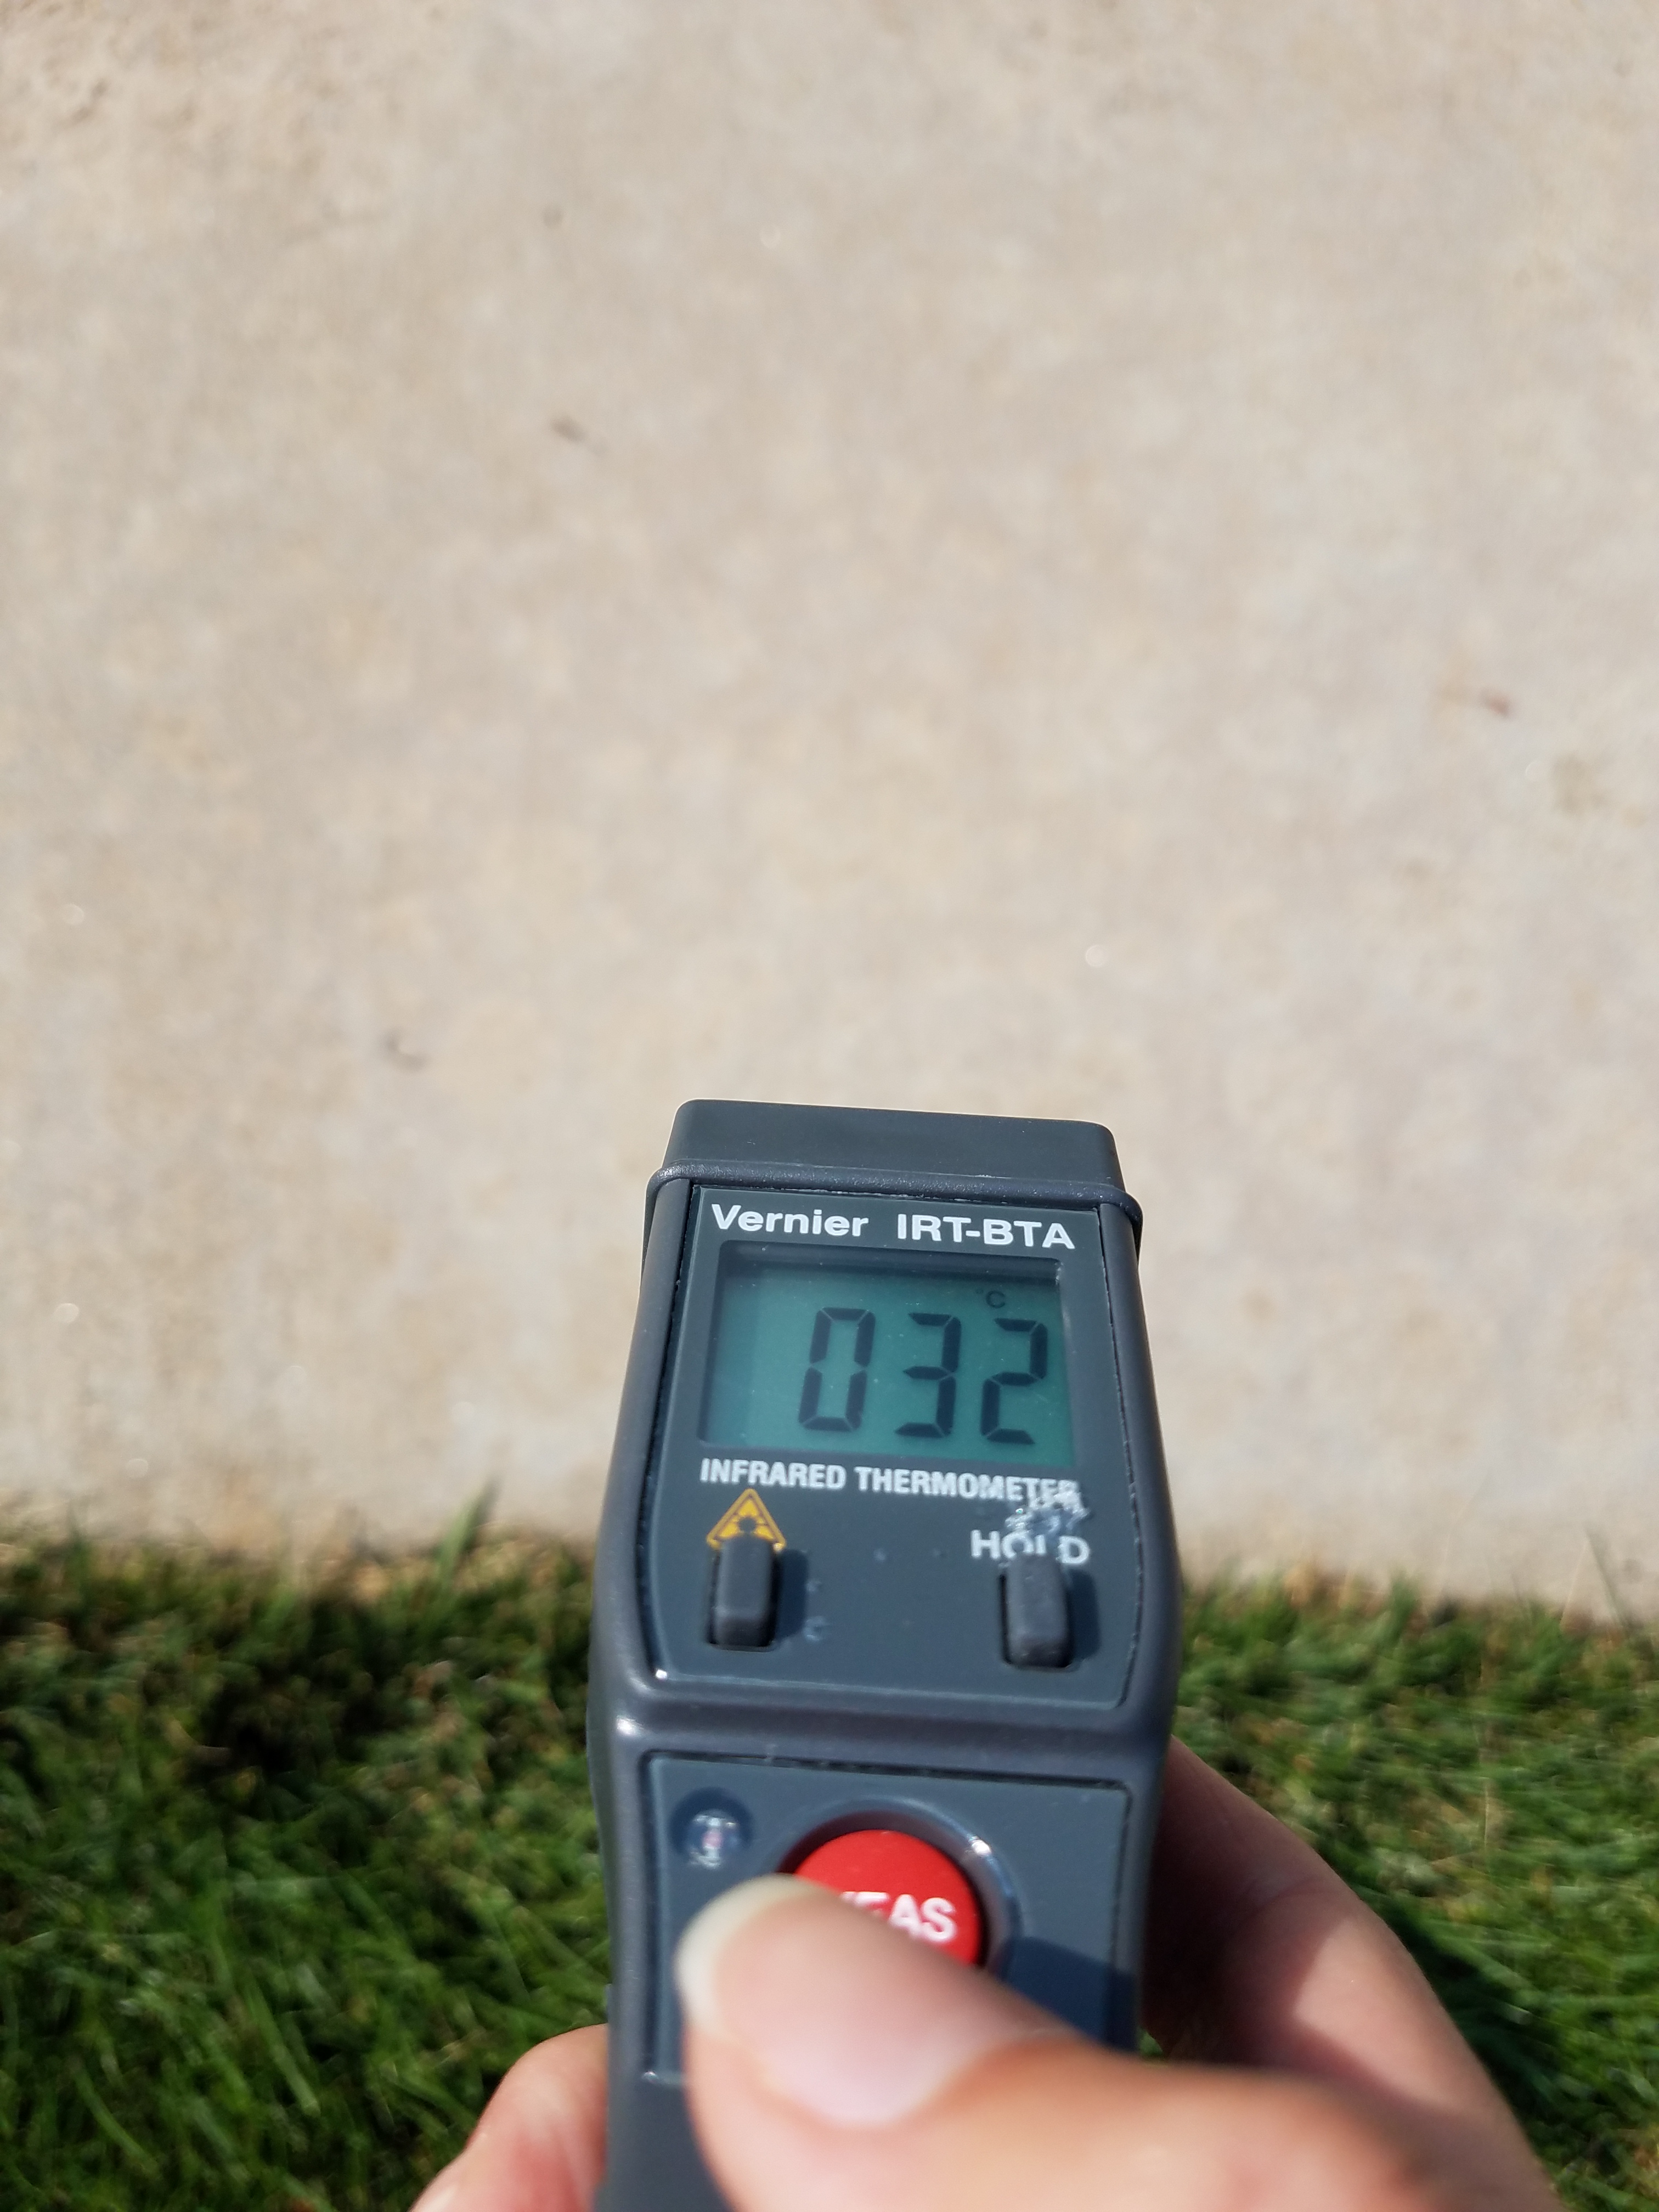 Vernier IRT-BTA
°C
032
INFRARED THERMOMETER
HOLD
C